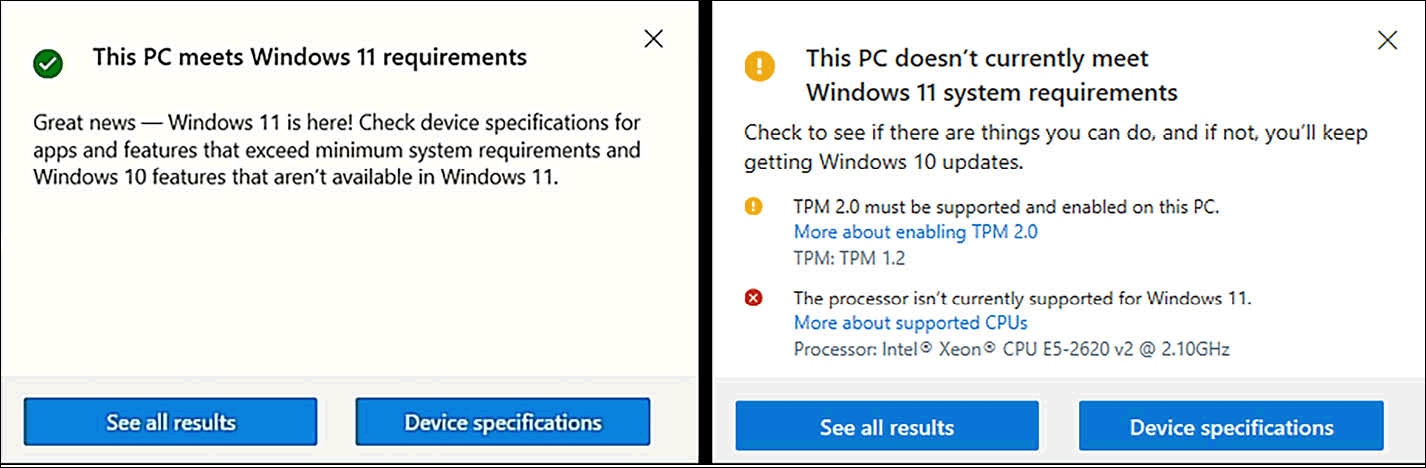 This PC meets Windows 11 requirements
Great news — Windows 11 is here! Check device specifications for
apps and features that exceed minimum system requirements and
Windows 10 features that aren't available in Windows 11.
See all results
Device specifications
This PC doesn't currently meet
Windows 11 system requirements
Check to see if there are things you can do, and if not, you'll keep
getting Windows 10 updates.
TPM 2.0 must be supported and enabled on this PC.
More about enabling TPM 2.0
TPM: TPM 1.2
The processor isn't currently supported for Windows 11.
More about supported CPUs
Processor: Intel® Xeon® CPU E5-2620 v2 @ 2.10GHz
See all results
Device specifications